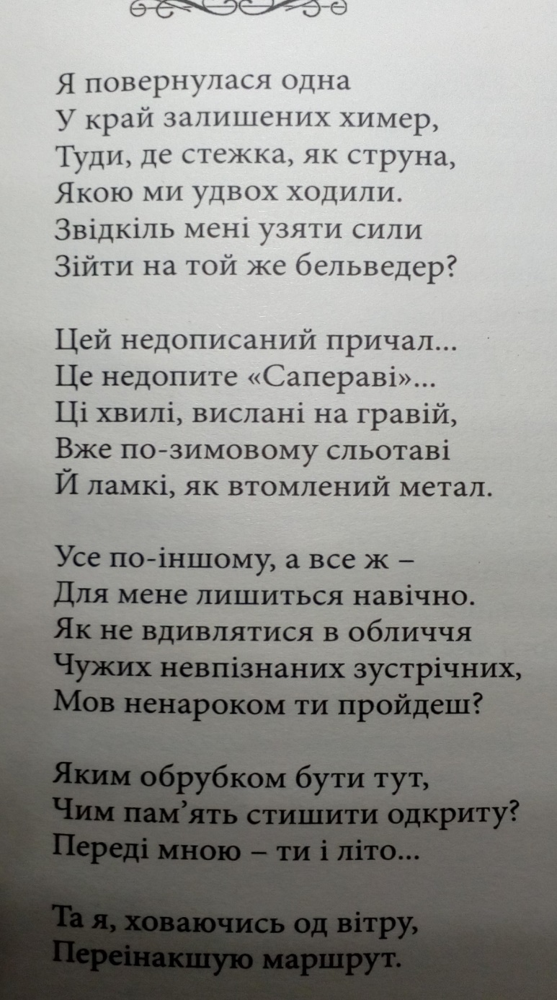 Я повернулася одна
У край залишених химер,
Туди, де стежка, як струна,
Якою ми удвох ходили.
Звідкіль мені узяти сили
Зійти на той же бельведер?
Цей недописаний причал...
Це недопите «Сапераві»...
Ці хвилі, вислані на гравій,
Вже по-зимовому сльотаві
Й ламкі, як втомлений метал.
Усе по-іншому, а все ж –
Для мене лишиться навічно.
Як не вдивлятися в обличчя
Чужих невпізнаних зустрічних,
Мов ненароком ти пройдеш?
Яким обрубком бути тут,
Чим пам’ять стишити одкриту?
Переді мною – ти і літо...
Та я, ховаючись од вітру,
Переінакшую маршрут.